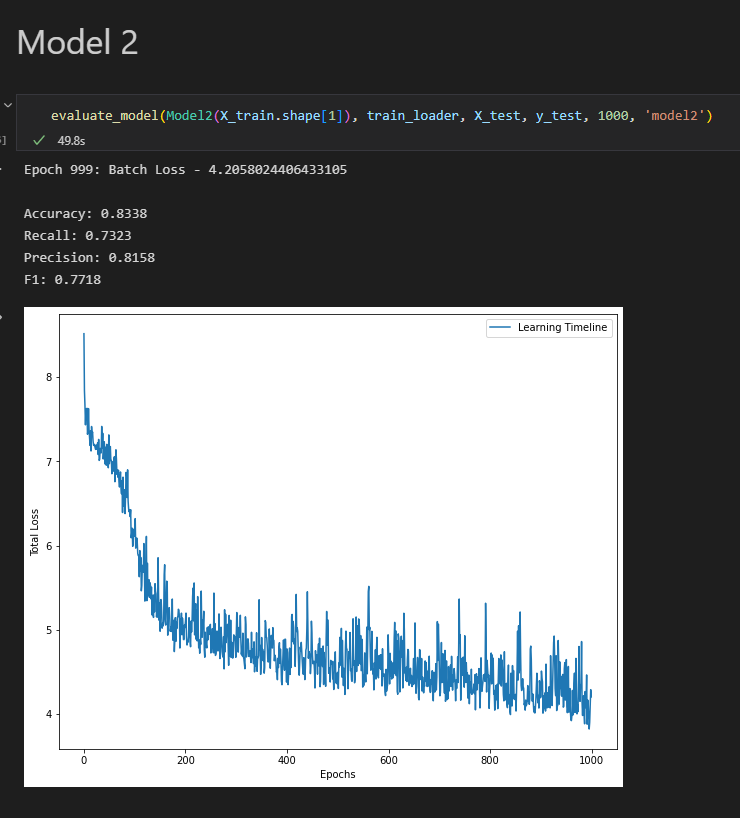 Model 2
evaluate_model(Model2(X_train.shape[1]), train_loader, X_test, y_test, 1000, 'model2')
49.8s
Epoch 999: Batch Loss - 4.2058024406433105
Accuracy: 0.8338
Recall: 0.7323
Precision: 0.8158
F1: 0.7718
Learning Timeline
8
7
6
5
4
Total Loss
0 200 400 600 800 1000
Epochs